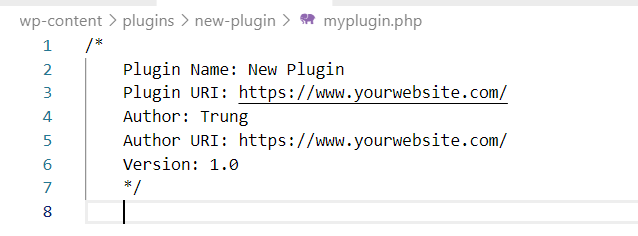 wp-content > plugins > new-plugin > myplugin.php
1 /*
2 Plugin Name: New Plugin
3 Plugin URI: https://www.yourwebsite.com/
4 Author: Trung
5 Author URI: https://www.yourwebsite.com/
6 Version: 1.0
7 */
8